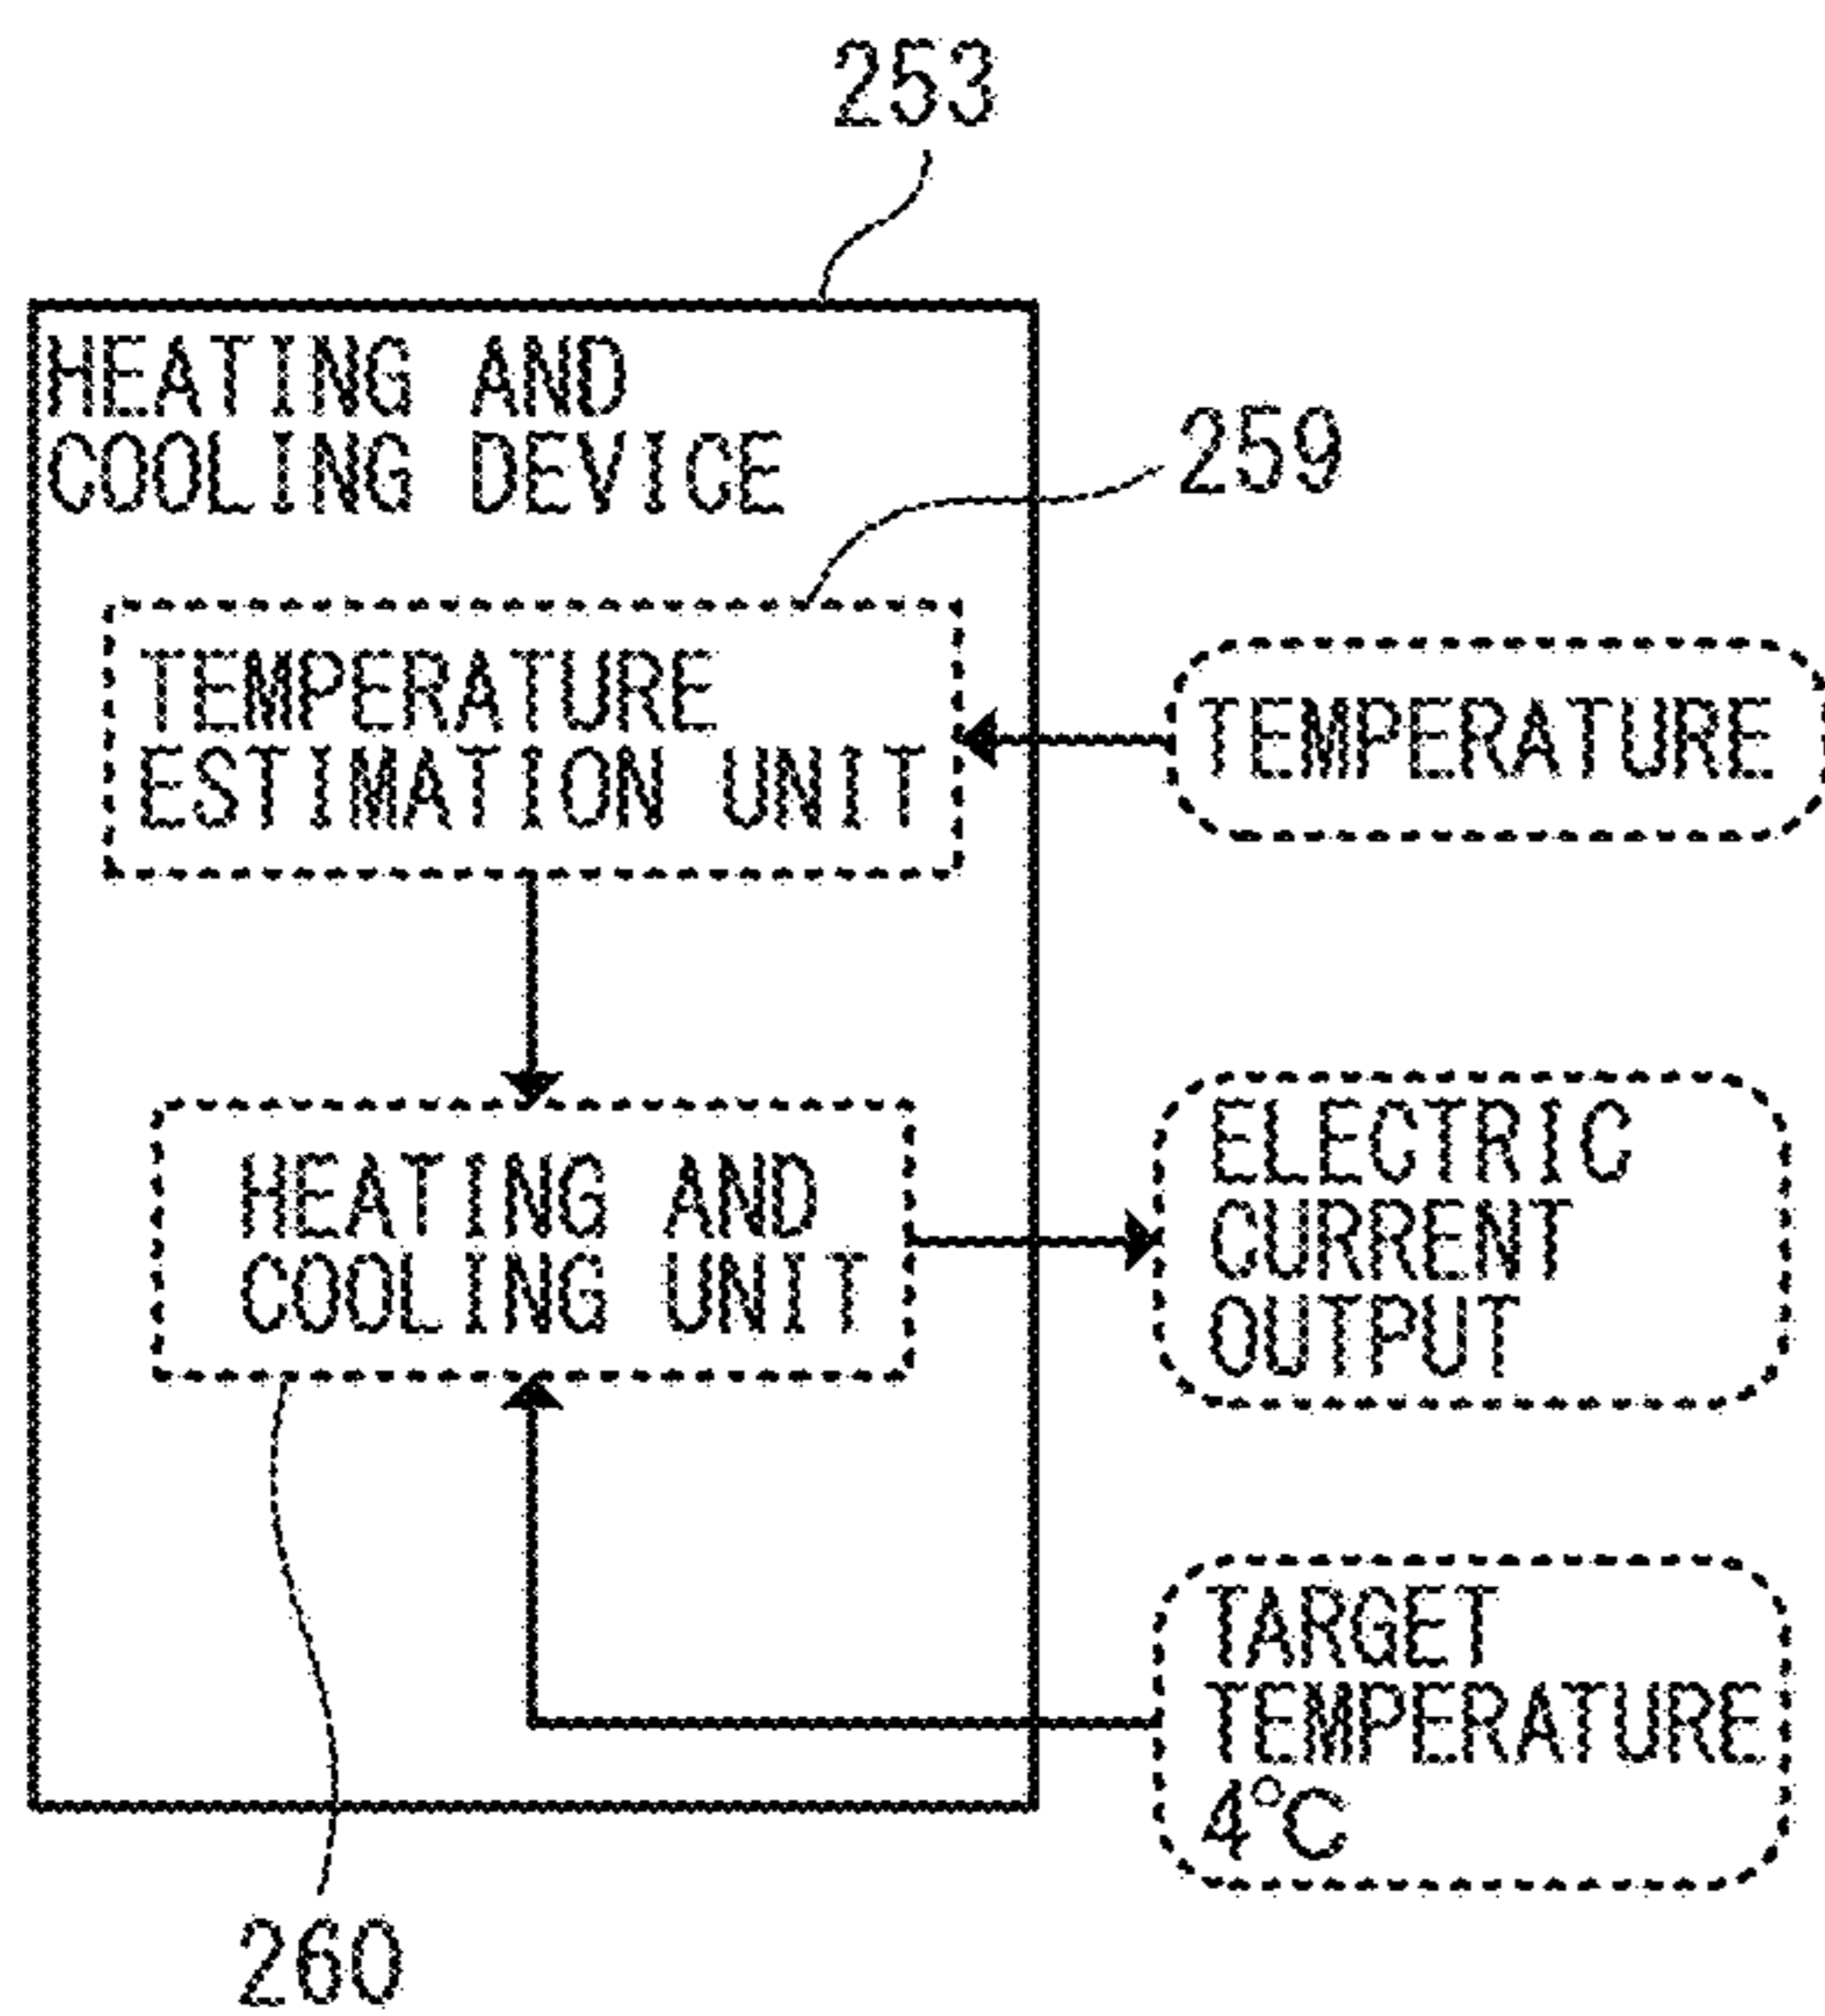 253
HEATING AND
COOLING DEVICE
259
TEMPERATURE
ESTIMATION UNIT
TEMPERATURE
HEATING AND
COOLING UNIT
ELECTRIC
CURRENT
OUTPUT
TARGET
TEMPERATURE
4℃
260